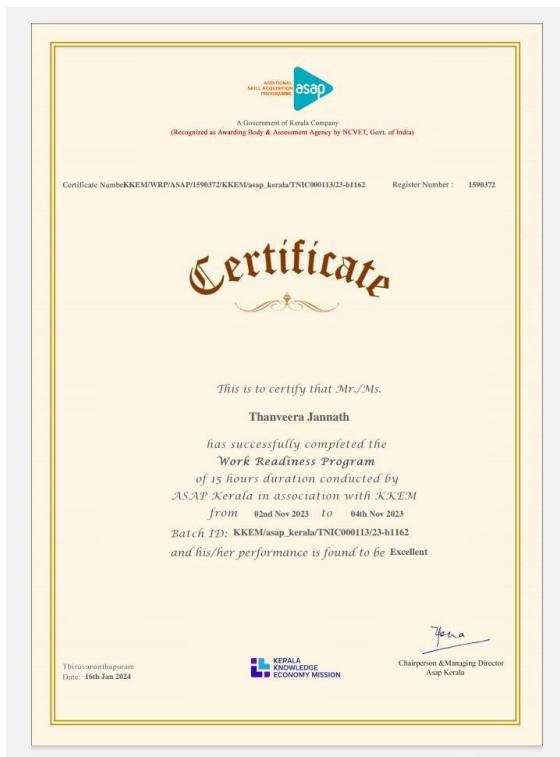 ADDITIONAL
SKILL ACQUISITION
PROGRAMME
asap
A Government of Kerala Company
(Recognized as Awarding Body & Assessment Agency by NCVET, Govt. of India)
Certificate NumbeKKEM/WRP/ASAP/1590372/KKEM/asap_kerala/TNIC000113/23-b1162 Register Number : 1590372
Certificate
This is to certify that Mr./Ms.
Thanveera Jannath
has successfully completed the
Work Readiness Program
of 15 hours duration conducted by
ASAP Kerala in association with KKEM
from 02nd Nov 2023 to 04th Nov 2023
Batch ID: KKEM/asap_kerala/TNIC000113/23-b1162
and his/her performance is found to be Excellent
Thiruvananthapuram
Date: 16th Jan 2024
KERALA
KNOWLEDGE
ECONOMY MISSION
Chairperson &Managing Director
Asap Kerala